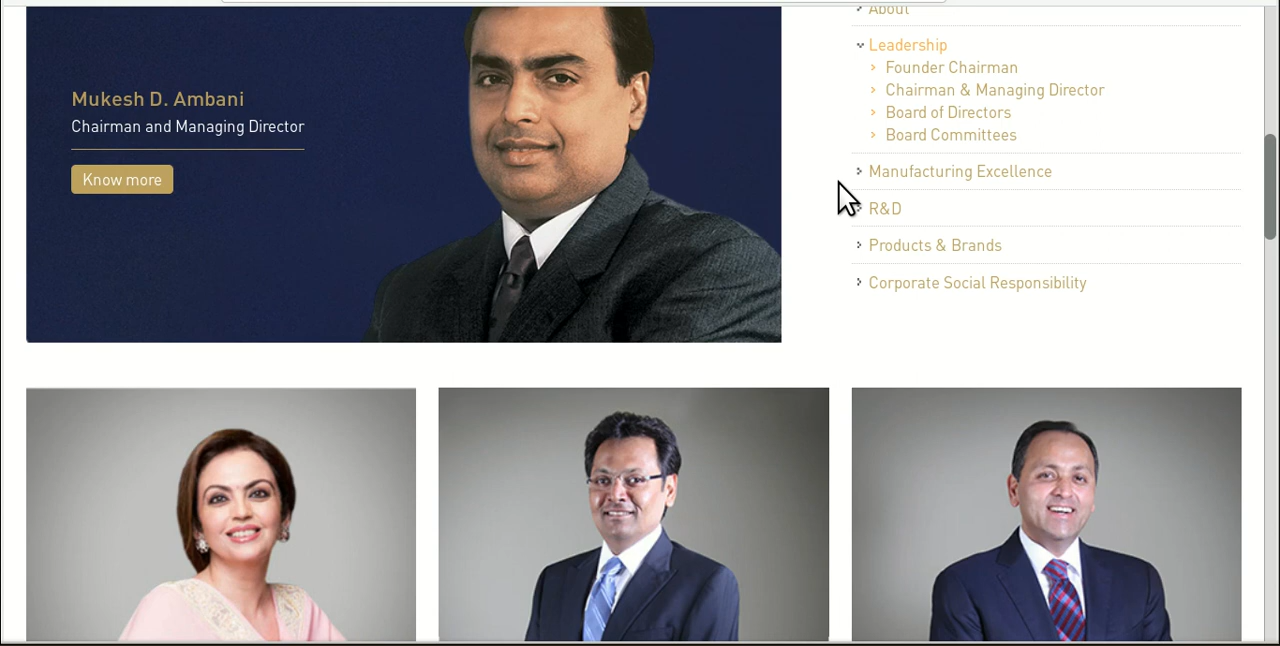 Mukesh D. Ambani
Chairman and Managing Director
Know more
About
Leadership
Founder Chairman
Chairman & Managing Director
Board of Directors
Board Committees
Manufacturing Excellence
R&D
Products & Brands
Corporate Social Responsibility